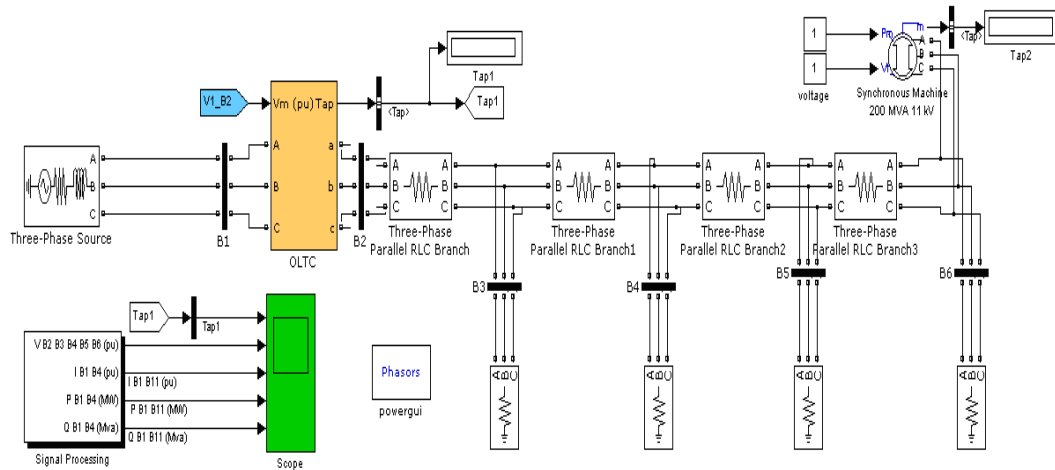 Tap1
V1_B2
Vm (pu) Tap
<Tap>
Tap1
1
1
voltage
Pm
m
Vf_
A
B
C
<Tap>
Tap2
Synchronous Machine
200 MVA 11 kV
A
B
C
Three-Phase Source
B1
A
B
C
a
b
c
OLTC
B2
A
B
C
A
B
C
Three-Phase
Parallel RLC Branch
A
B
C
A
B
C
Three-Phase
Parallel RLC Branch1
A
B
C
A
B
C
Three-Phase
Parallel RLC Branch2
A
B
C
A
B
C
Three-Phase
Parallel RLC Branch3
B3
B4
B5
B6
A B C
A B C
A B C
A B C
Tap1
Tap1
V B2 B3 B4 B5 B6 (pu)
I B1 B4 (pu)
I B1 B11 (pu)
P B1 B4 (MW)
P B1 B11 (MW)
Q B1 B4 (Mva)
Q B1 B11 (Mva)
Signal Processing
Scope
Phasors
powergui